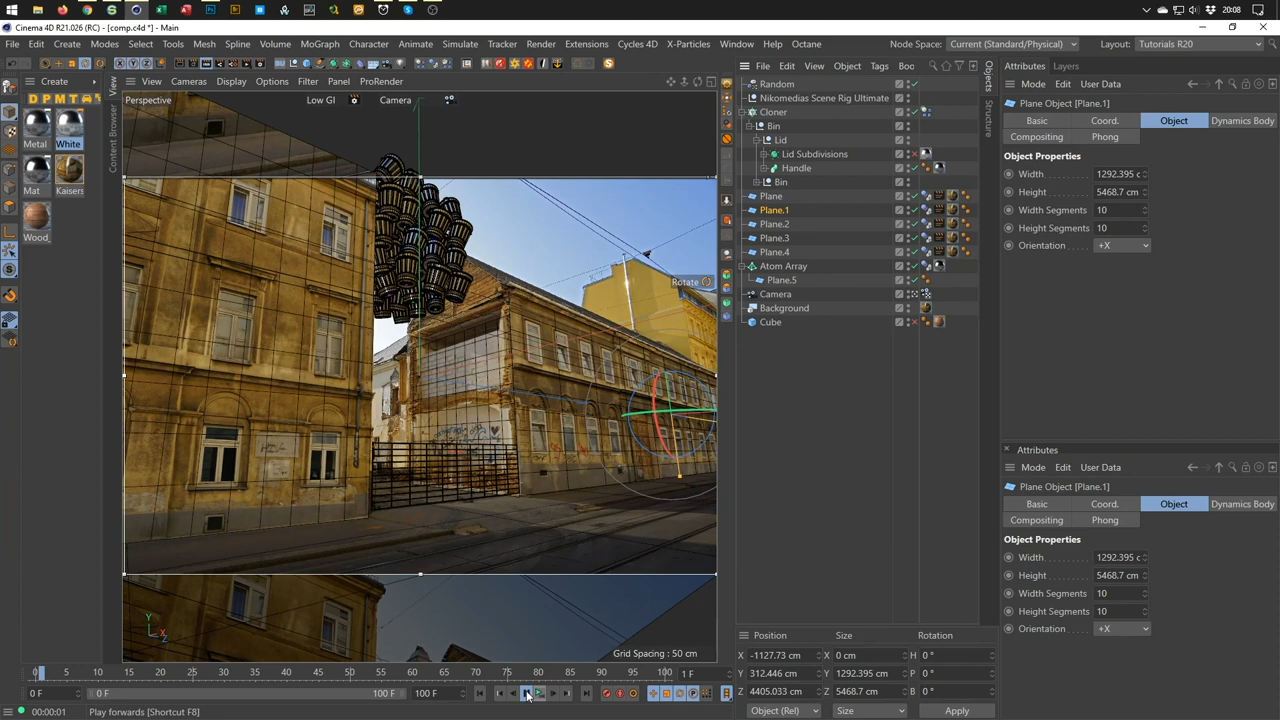 20:08
Cinema 4D R21.026 (RC) - [comp.c4d *] - Main
File Edit Create Modes Select Tools Mesh Spline Volume MoGraph Character Animate Simulate Tracker Render Extensions Cycles 4D X-Particles Window Help Octane Node Space: Current (Standard/Physical) Layout: Tutorials R20
Create View Cameras Display Options Filter Panel ProRender
File Edit View Object Tags Boo
Attributes Layers
Mode Edit User Data
Perspective Low GI Camera
View
Content Browser
Objects
Structure
D P M T
Metal White
Mat Kaisers
Wood_
Random
Nikomedias Scene Rig Ultimate
Cloner
Bin
Lid
Lid Subdivisions
Handle
Bin
Plane
Plane.1
Plane.2
Plane.3
Plane.4
Atom Array
Plane.5
Camera
Background
Cube
Plane Object [Plane.1]
Basic Coord. Object Dynamics Body
Compositing Phong
Object Properties
Width 1292.395 c
Height 5468.7 cm
Width Segments 10
Height Segments 10
Orientation +X
Attributes
Mode Edit User Data
Plane Object [Plane.1]
Basic Coord. Object Dynamics Body
Compositing Phong
Object Properties
Width 1292.395 c
Height 5468.7 cm
Width Segments 10
Height Segments 10
Orientation +X
Rotate
Y
X
Z
Grid Spacing : 50 cm
0 5 10 15 20 25 30 35 40 45 50 55 60 65 70 75 80 85 90 95 100 1 F
0 F 0 F 100 F 100 F
Position Size Rotation
X -1127.73 cm X 0 cm H 0 °
Y 312.446 cm Y 1292.395 cm P 0 °
Z 4405.033 cm Z 5468.7 cm B 0 °
Object (Rel) Size Apply
00:00:01 Play forwards [Shortcut F8]